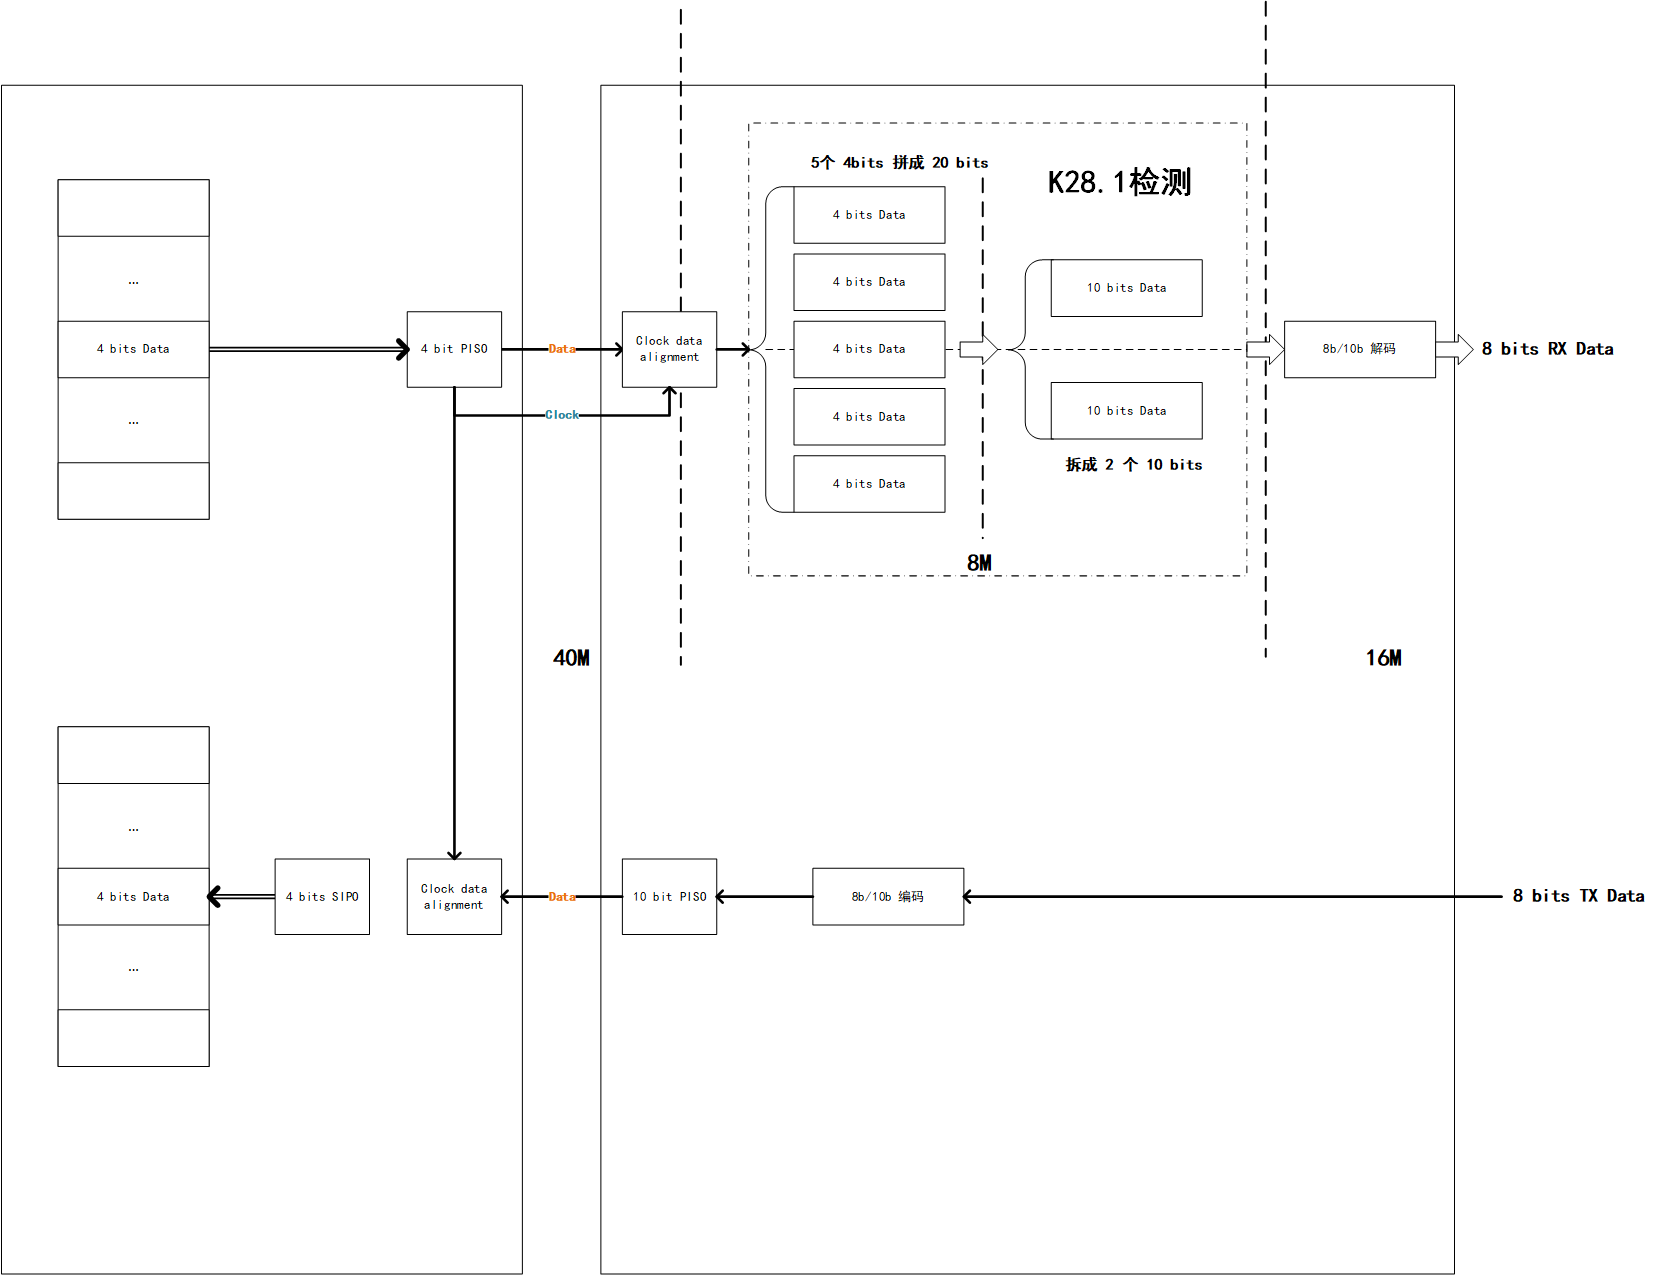 5个 4bits 拼成 20 bits
K28.1检测
4 bits Data
4 bits Data
4 bits Data
4 bits Data
4 bits Data
10 bits Data
10 bits Data
拆成 2 个 10 bits
8M
...
4 bits Data
...
4 bit PISO
Data
Clock data
alignment
Clock
8b/10b 解码
8 bits RX Data
40M
16M
...
4 bits Data
...
4 bits SIPO
Clock data
alignment
Data
10 bit PISO
8b/10b 编码
8 bits TX Data